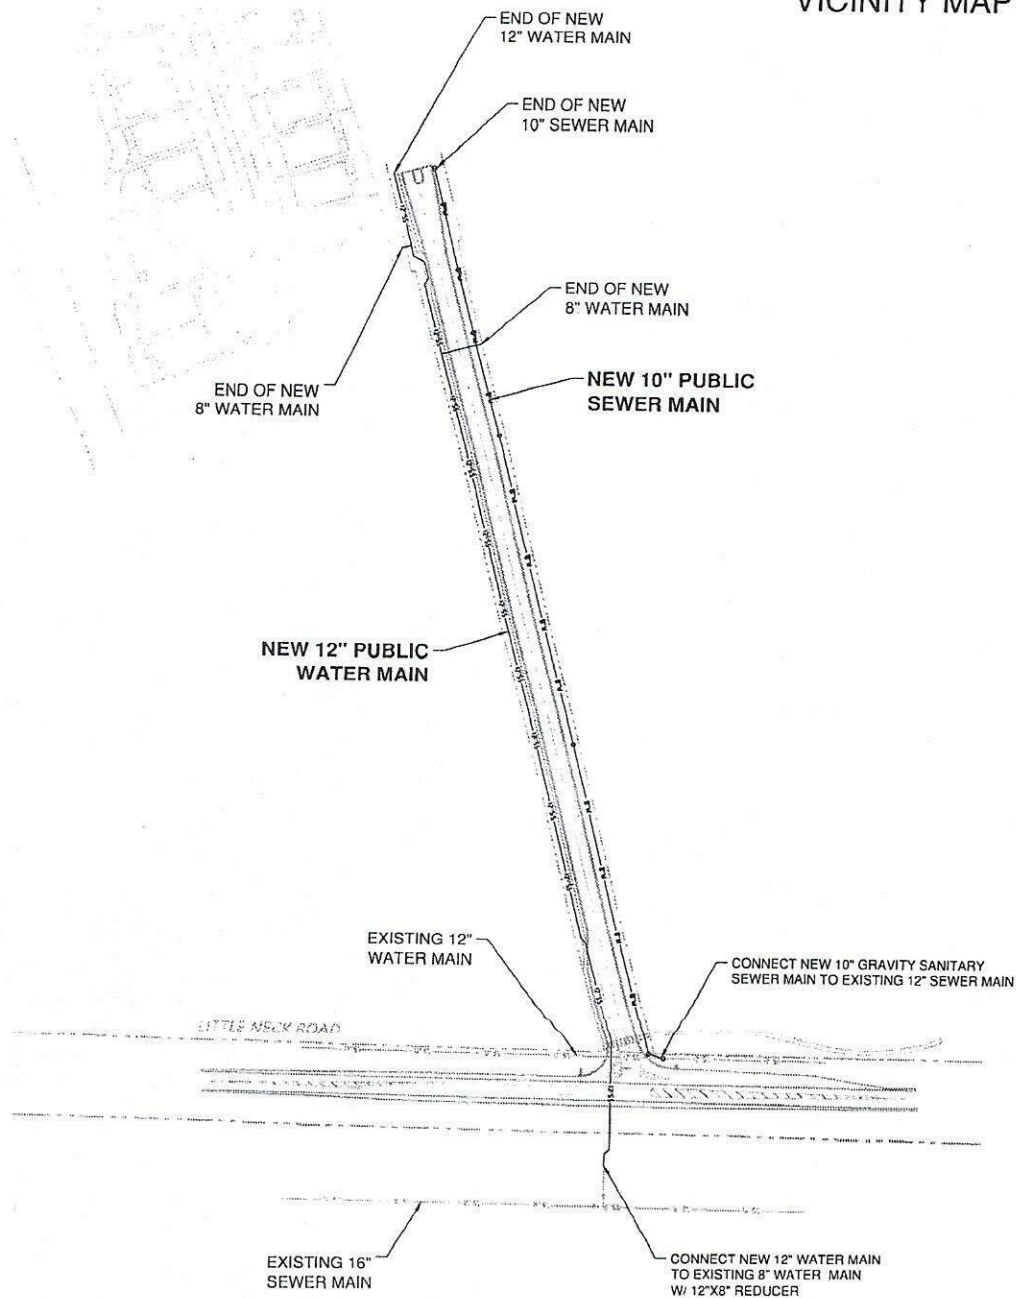 VICINITY MAP
END OF NEW
12" WATER MAIN
END OF NEW
10" SEWER MAIN
END OF NEW
8" WATER MAIN
END OF NEW
8" WATER MAIN
NEW 10" PUBLIC
SEWER MAIN
NEW 12" PUBLIC
WATER MAIN
EXISTING 12"
WATER MAIN
CONNECT NEW 10" GRAVITY SANITARY
SEWER MAIN TO EXISTING 12" SEWER MAIN
LITTLE NECK ROAD
EXISTING 16"
SEWER MAIN
CONNECT NEW 12" WATER MAIN
TO EXISTING 8" WATER MAIN
W/ 12"X8" REDUCER